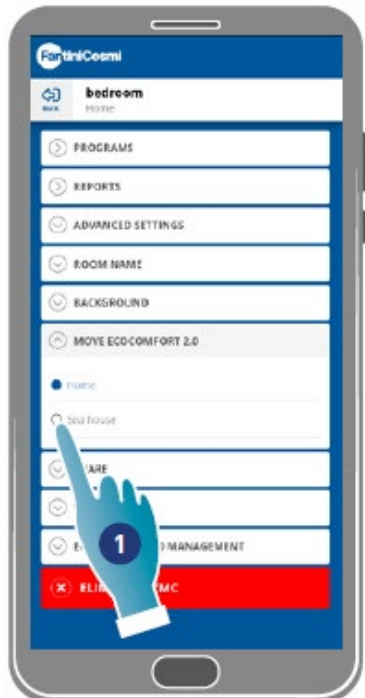 FantiniCosmi
BACK
bedroom
Home
PROGRAMS
REPORTS
ADVANCED SETTINGS
ROOM NAME
BACKGROUND
MOVE ECOCOMFORT 2.0
Home
Sea house
ARE
1
MANAGEMENT